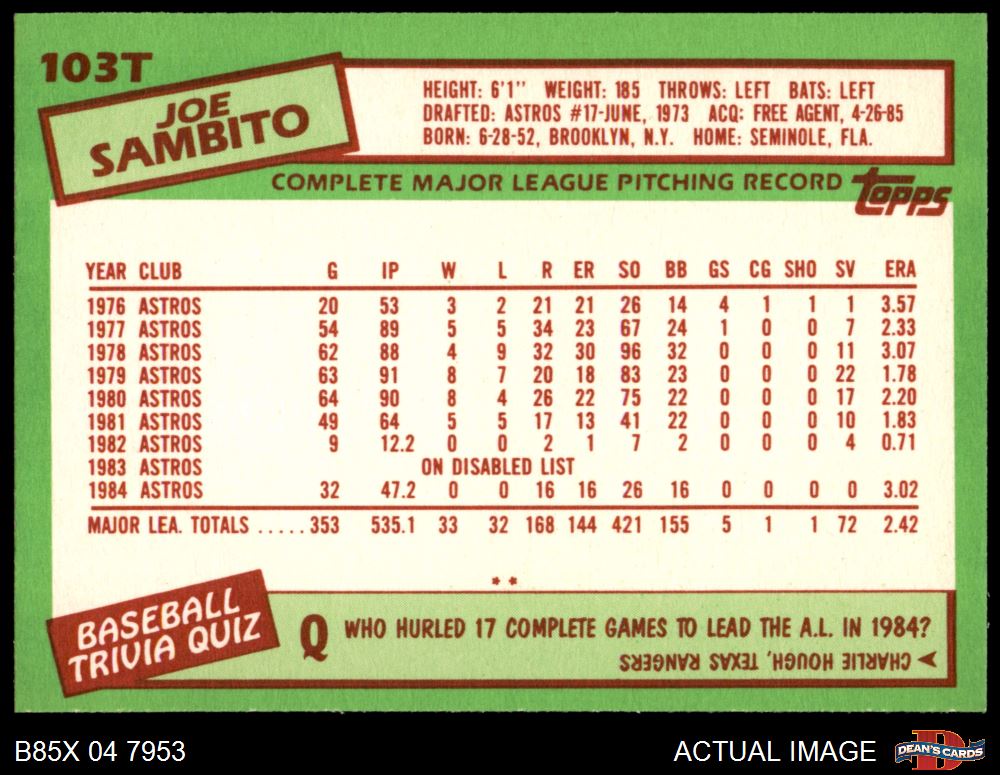 103T
JOE
SAMBITO
HEIGHT: 6'1" WEIGHT: 185 THROWS: LEFT BATS: LEFT
DRAFTED: ASTROS #17-JUNE, 1973 ACQ: FREE AGENT, 4-26-85
BORN: 6-28-52, BROOKLYN, N.Y. HOME: SEMINOLE, FLA.
COMPLETE MAJOR LEAGUE PITCHING RECORD topps
YEAR CLUB G IP W L R ER SO BB GS CG SHO SV ERA
1976 ASTROS 20 53 3 2 21 21 26 14 4 1 1 1 3.57
1977 ASTROS 54 89 5 5 34 23 67 24 1 0 0 7 2.33
1978 ASTROS 62 88 4 9 32 30 96 32 0 0 0 11 3.07
1979 ASTROS 63 91 8 7 20 18 83 23 0 0 0 22 1.78
1980 ASTROS 64 90 8 4 26 22 75 22 0 0 0 17 2.20
1981 ASTROS 49 64 5 5 17 13 41 22 0 0 0 10 1.83
1982 ASTROS 9 12.2 0 0 2 1 7 2 0 0 0 4 0.71
1983 ASTROS ON DISABLED LIST
1984 ASTROS 32 47.2 0 0 16 16 26 16 0 0 0 0 3.02
MAJOR LEA. TOTALS ..... 353 535.1 33 32 168 144 421 155 5 1 1 72 2.42
**
BASEBALL
TRIVIA QUIZ
Q WHO HURLED 17 COMPLETE GAMES TO LEAD THE A.L. IN 1984?
CHARLIE HOUGH, TEXAS RANGERS
B85X 04 7953
ACTUAL IMAGE
D
DEAN'S CARDS